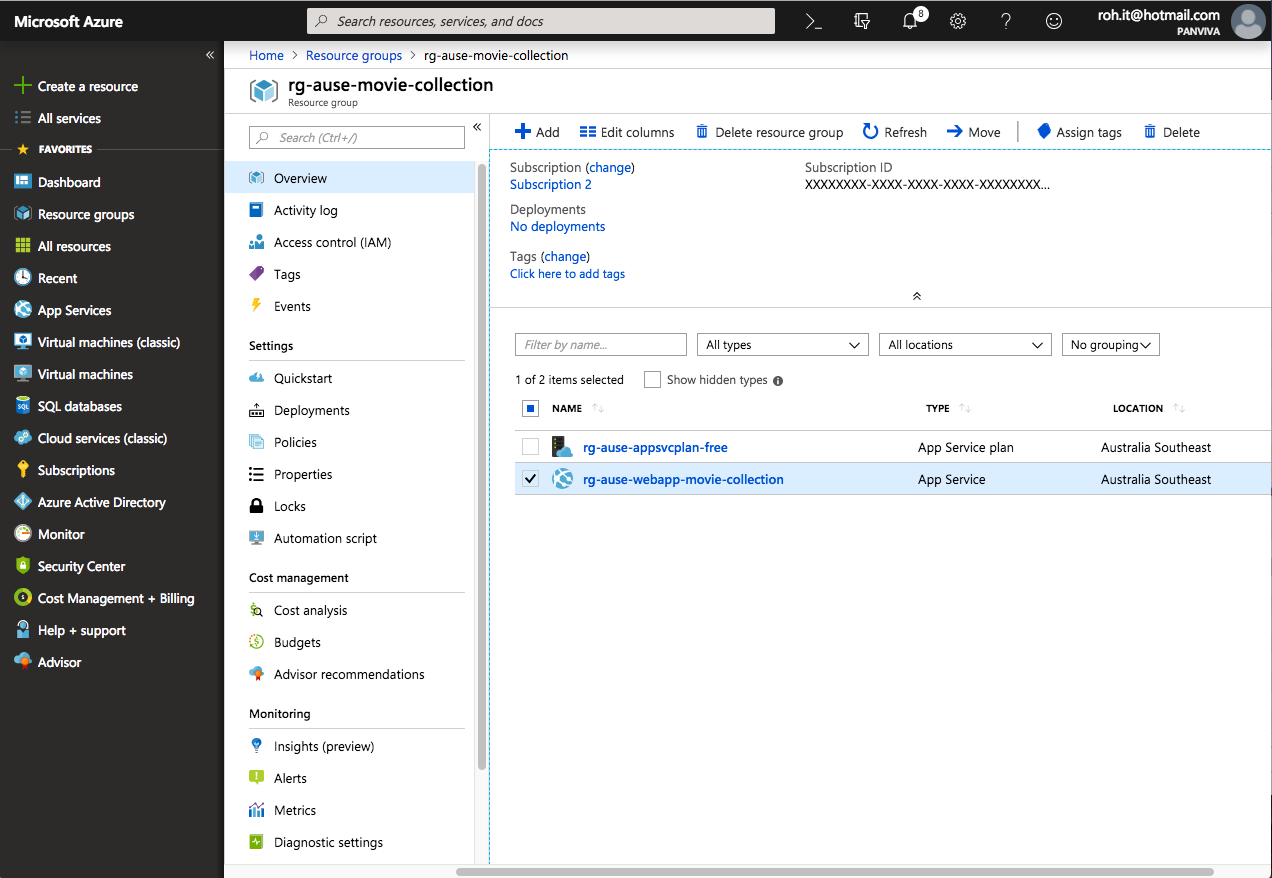 Microsoft Azure
Search resources, services, and docs
8
roh.it@hotmail.com
PANVIVA
Create a resource
All services
FAVORITES
Dashboard
Resource groups
All resources
Recent
App Services
Virtual machines (classic)
Virtual machines
SQL databases
Cloud services (classic)
Subscriptions
Azure Active Directory
Monitor
Security Center
Cost Management + Billing
Help + support
Advisor
Home > Resource groups > rg-ause-movie-collection
rg-ause-movie-collection
Resource group
Search (Ctrl+/)
Overview
Activity log
Access control (IAM)
Tags
Events
Settings
Quickstart
Deployments
Policies
Properties
Locks
Automation script
Cost management
Cost analysis
Budgets
Advisor recommendations
Monitoring
Insights (preview)
Alerts
Metrics
Diagnostic settings
Add Edit columns Delete resource group Refresh Move Assign tags Delete
Subscription (change)
Subscription 2
Subscription ID
XXXXXXXX-XXXX-XXXX-XXXX-XXXXXXXX...
Deployments
No deployments
Tags (change)
Click here to add tags
Filter by name... All types All locations No grouping
1 of 2 items selected Show hidden types
NAME TYPE LOCATION
rg-ause-appsvcplan-free App Service plan Australia Southeast
rg-ause-webapp-movie-collection App Service Australia Southeast